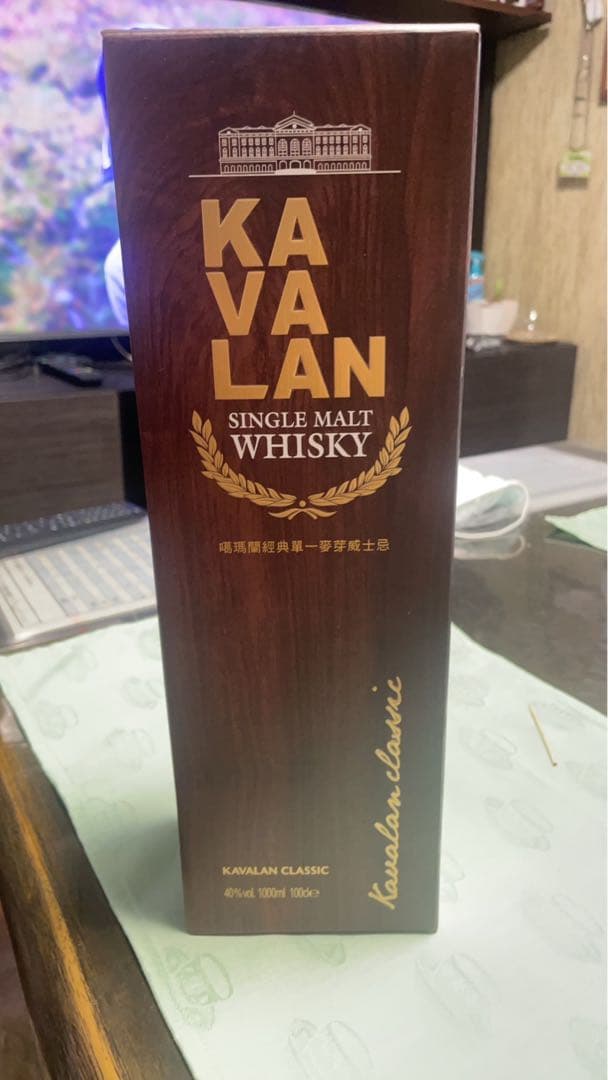 KA
VA
LAN
SINGLE MALT
WHISKY
噶瑪蘭經典單一麥芽威士忌
Kavalan classic
KAVALAN CLASSIC
40%vol. 1000ml 100cl℮